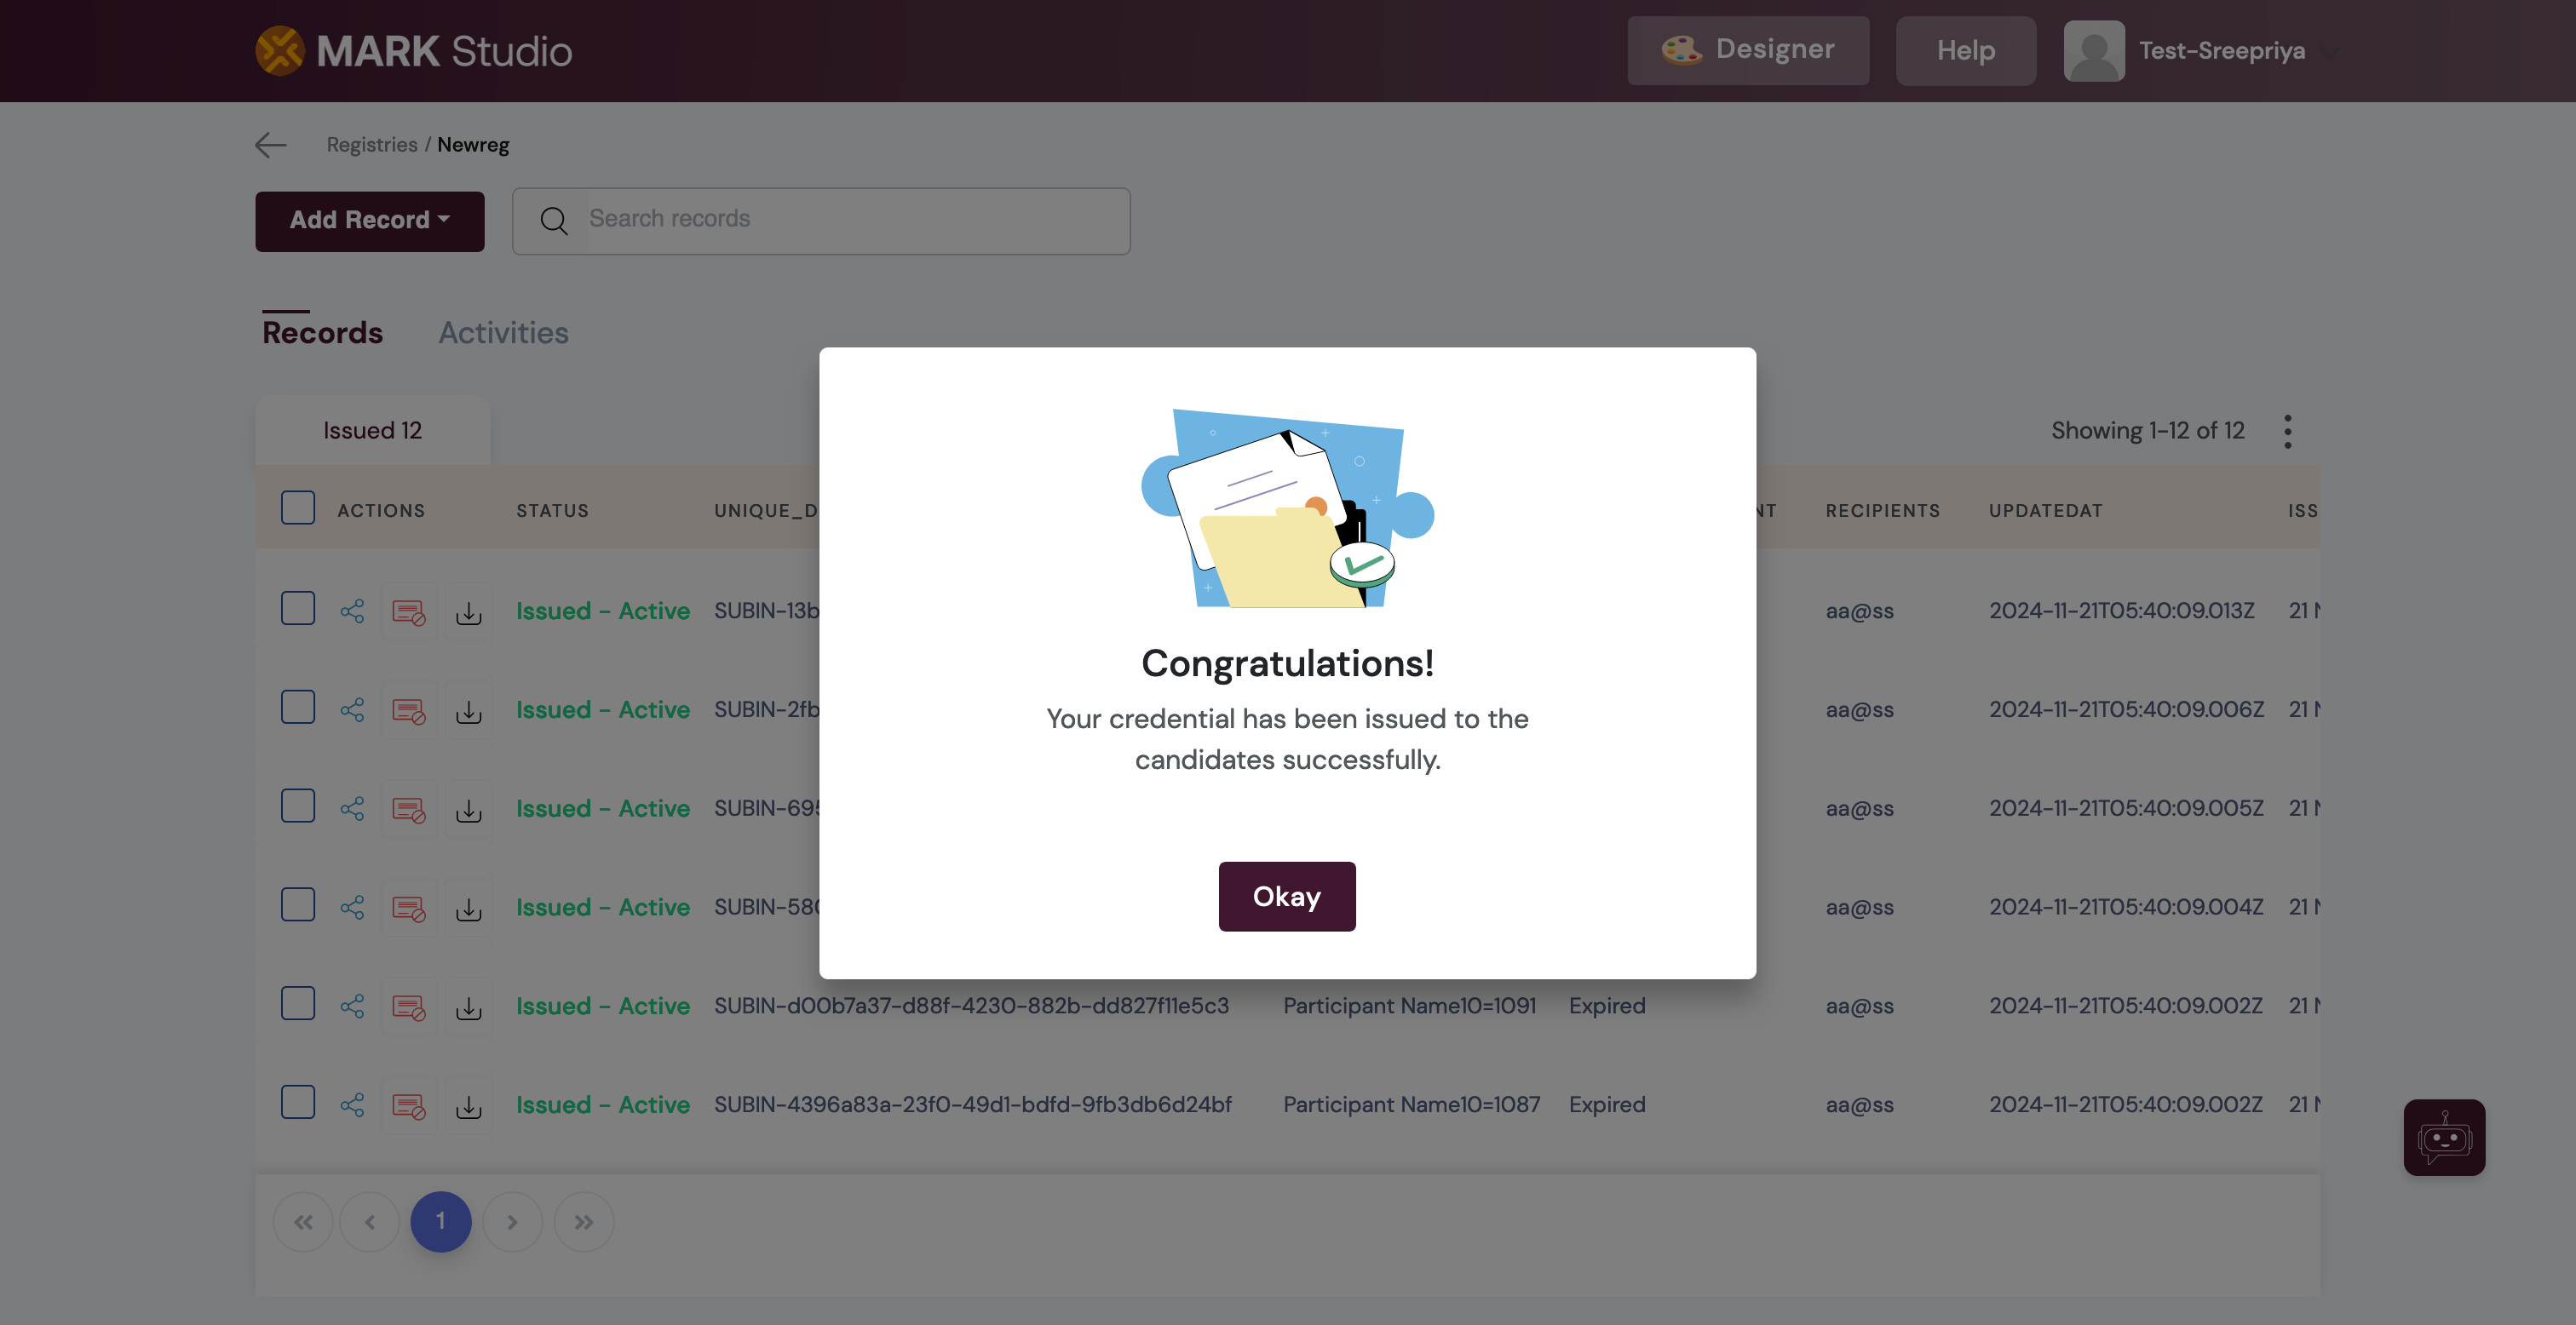 MARK Studio
Designer
Help
Test-Sreepriya
Registries / Newreg
Add Record
Search records
Records
Activities
Issued 12
Showing 1-12 of 12
ACTIONS STATUS UNIQUE_D NT RECIPIENTS UPDATEDAT ISS
Issued - Active SUBIN-13b aa@ss 2024-11-21T05:40:09.013Z 21 N
Issued - Active SUBIN-2fb aa@ss 2024-11-21T05:40:09.006Z 21 N
Issued - Active SUBIN-695 aa@ss 2024-11-21T05:40:09.005Z 21 N
Issued - Active SUBIN-580 aa@ss 2024-11-21T05:40:09.004Z 21 N
Congratulations!
Your credential has been issued to the
candidates successfully.
Okay
Issued - Active SUBIN-d00b7a37-d88f-4230-882b-dd827f11e5c3 Participant Name10=1091 Expired aa@ss 2024-11-21T05:40:09.002Z 21 N
Issued - Active SUBIN-4396a83a-23f0-49d1-bdfd-9fb3db6d24bf Participant Name10=1087 Expired aa@ss 2024-11-21T05:40:09.002Z 21 N
1